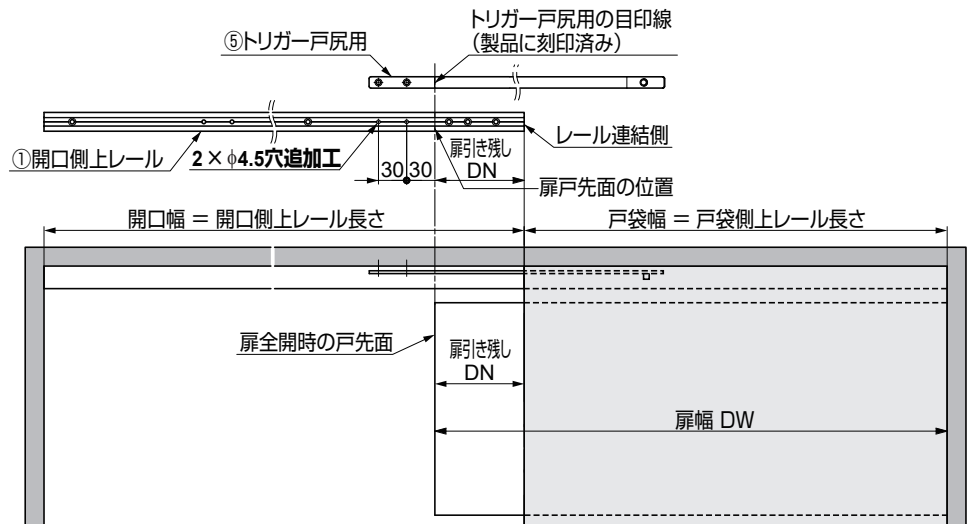 トリガー戸尻用の目印線
（製品に刻印済み）
⑤トリガー戸尻用
①開口側上レール
2×φ4.5穴追加工
30 30
扉引き残し
DN
レール連結側
扉戸先面の位置
開口幅 = 開口側上レール長さ
戸袋幅 = 戸袋側上レール長さ
扉全開時の戸先面
扉引き残し
DN
扉幅 DW